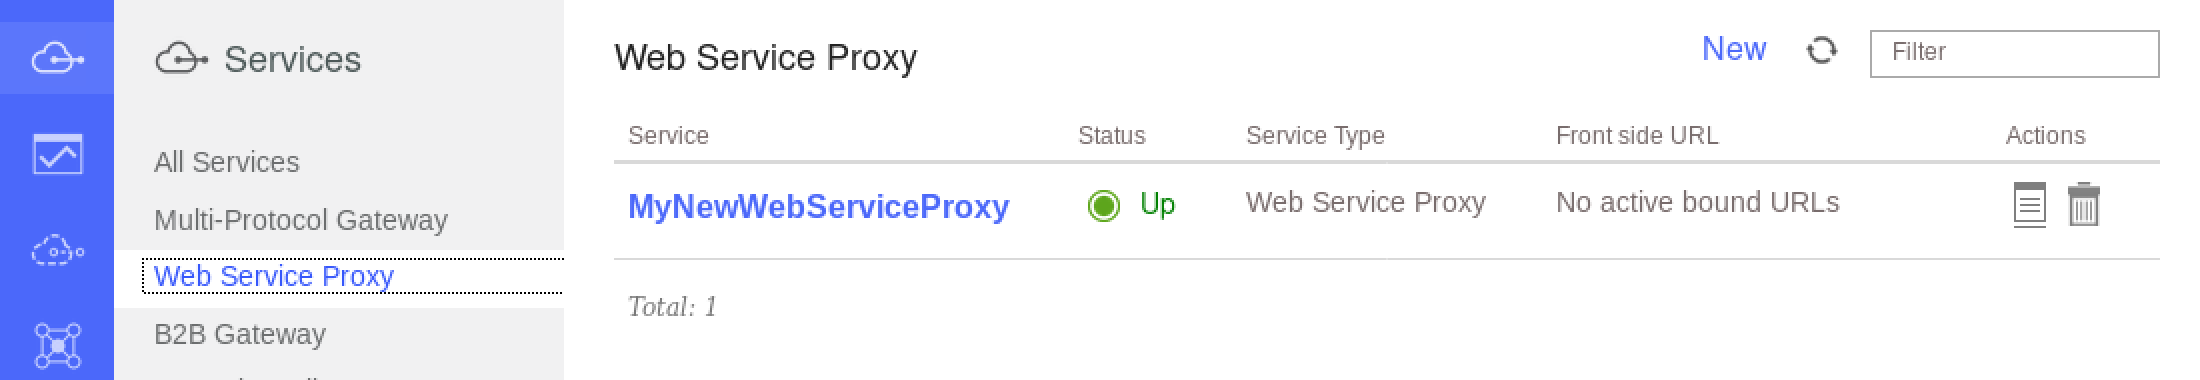 Services
All Services
Multi-Protocol Gateway
Web Service Proxy
B2B Gateway
Web Service Proxy
New
Filter
Service Status Service Type Front side URL Actions
MyNewWebServiceProxy Up Web Service Proxy No active bound URLs
Total: 1